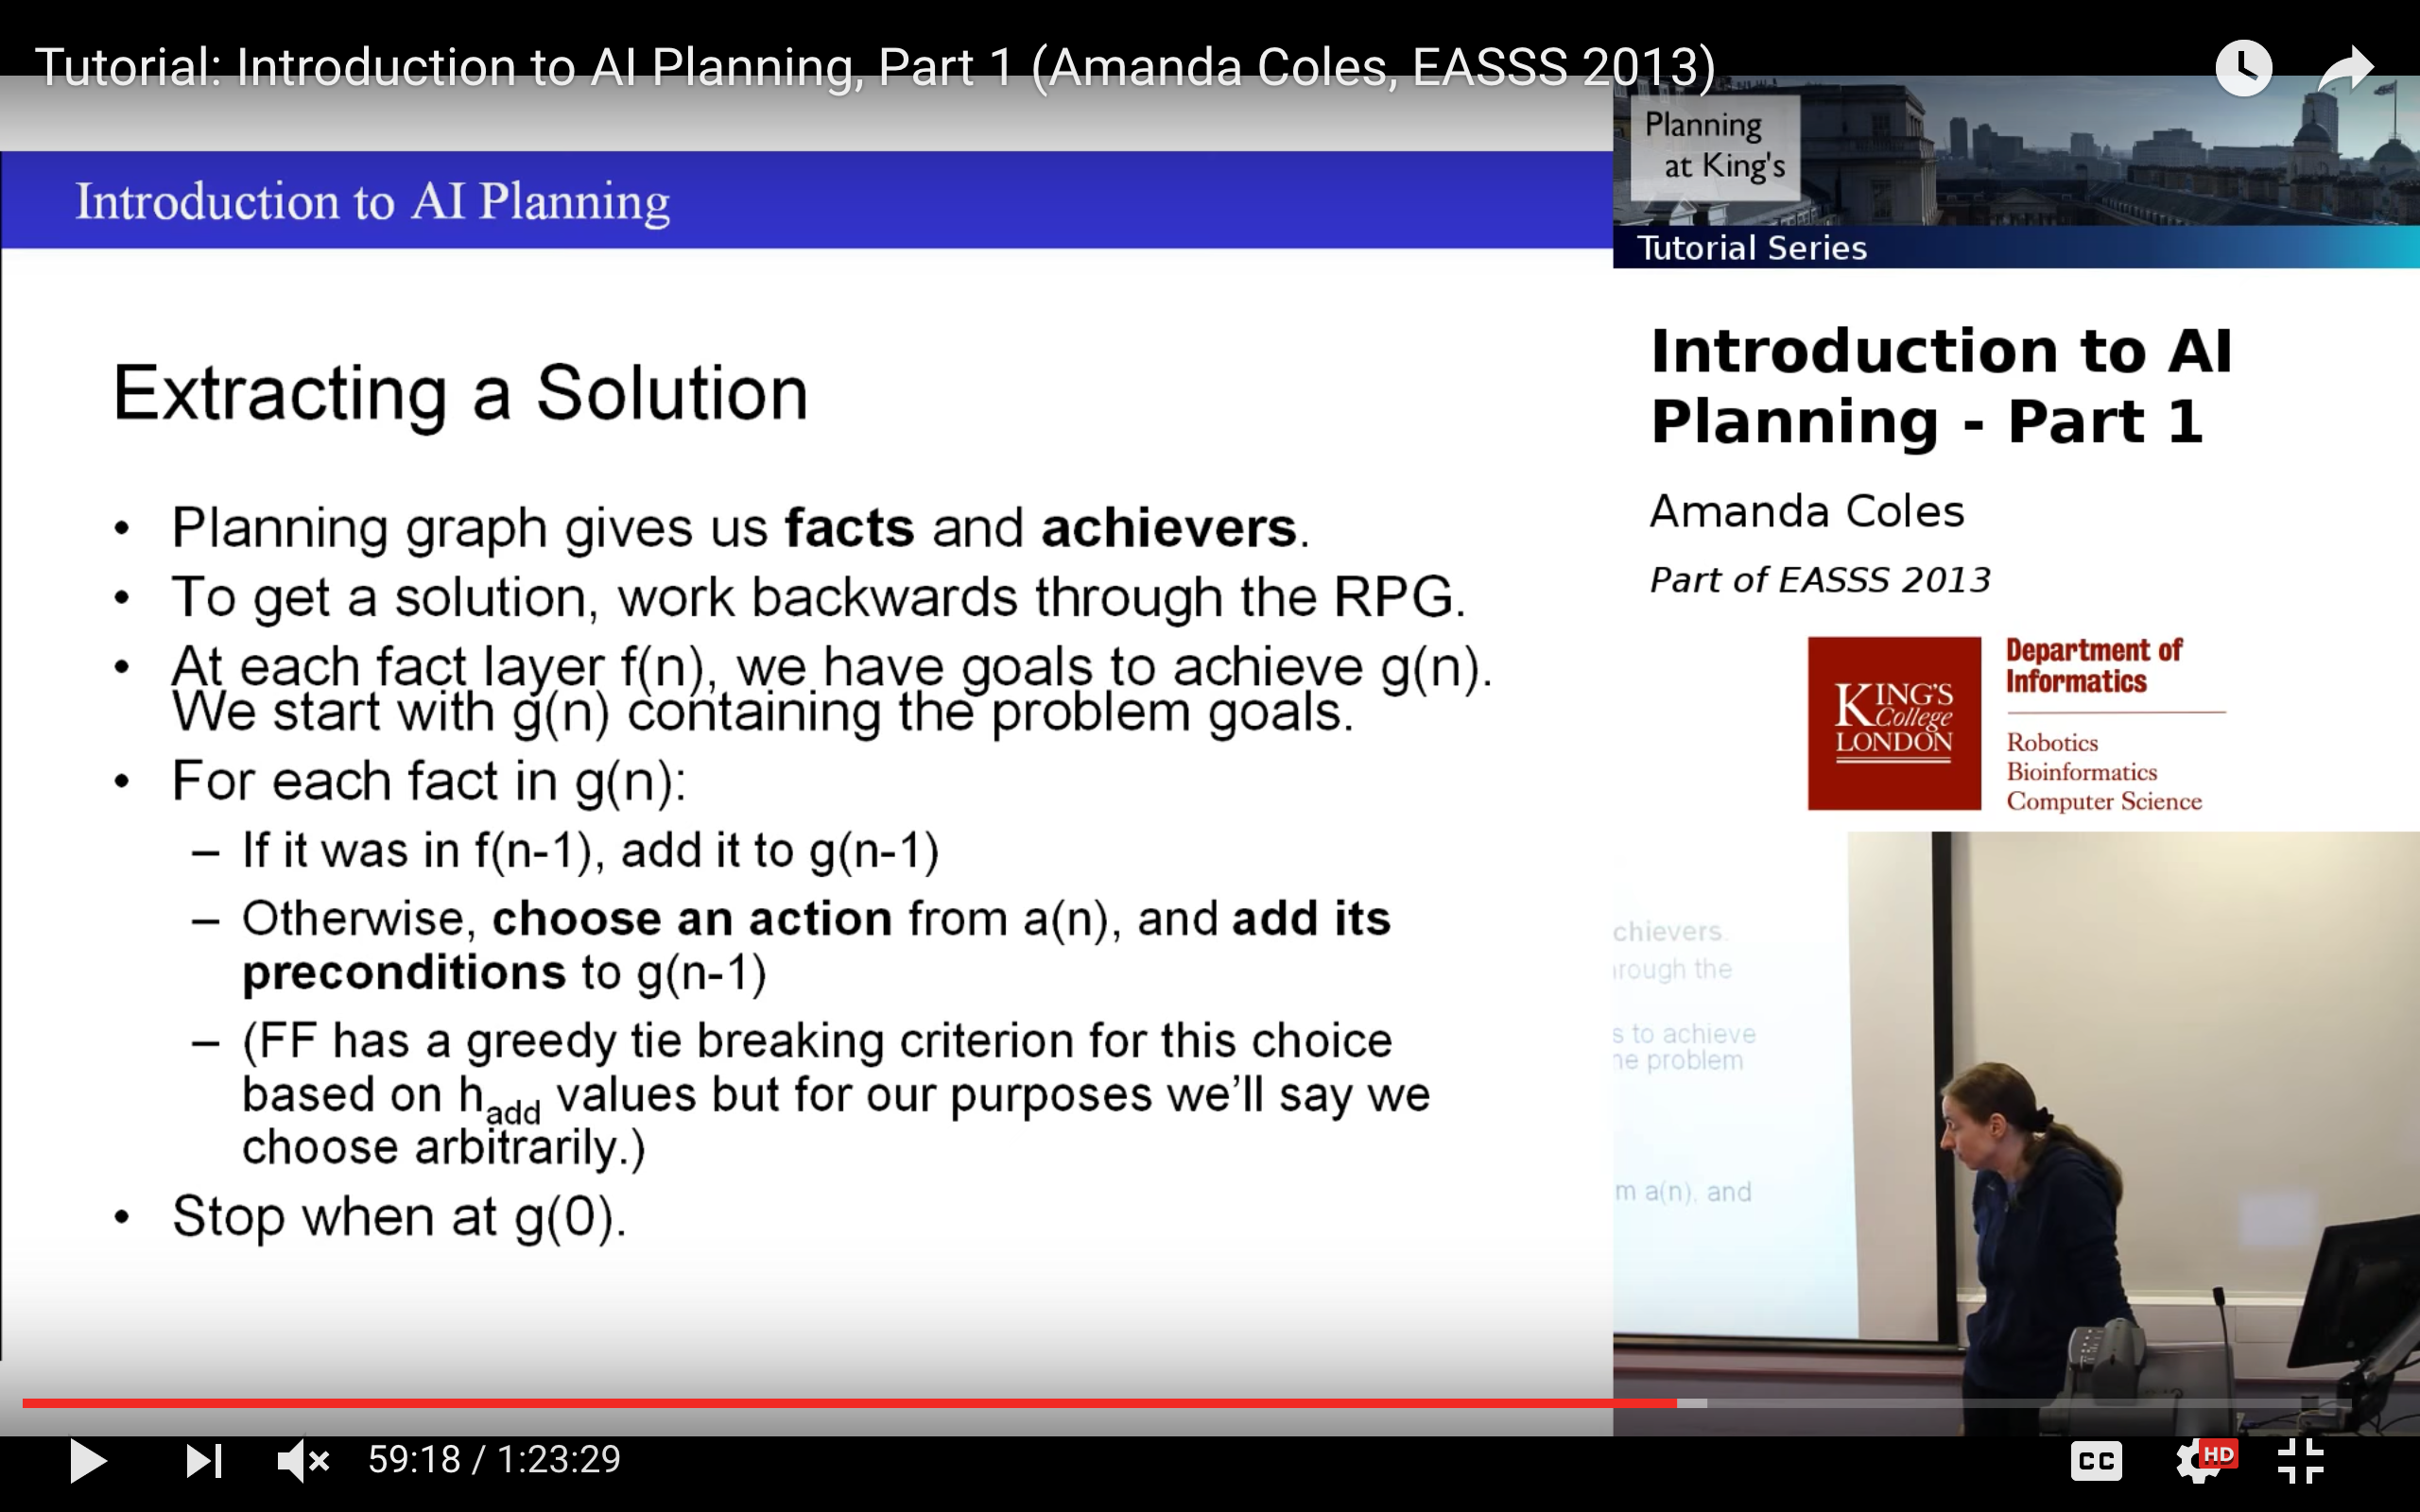 Tutorial: Introduction to AI Planning, Part 1 (Amanda Coles, EASSS 2013)
Planning
at King's
Tutorial Series
Introduction to AI Planning
Extracting a Solution
• Planning graph gives us facts and achievers.
• To get a solution, work backwards through the RPG.
• At each fact layer f(n), we have goals to achieve g(n).
We start with g(n) containing the problem goals.
• For each fact in g(n):
– If it was in f(n-1), add it to g(n-1)
– Otherwise, choose an action from a(n), and add its
preconditions to g(n-1)
– (FF has a greedy tie breaking criterion for this choice
based on hadd values but for our purposes we’ll say we
choose arbitrarily.)
• Stop when at g(0).
Introduction to AI
Planning - Part 1
Amanda Coles
Part of EASSS 2013
KING'S
College
LONDON
Department of
Informatics
Robotics
Bioinformatics
Computer Science
chievers.
rough the
s to achieve
he problem
m a(n), and
59:18 / 1:23:29
CC
HD